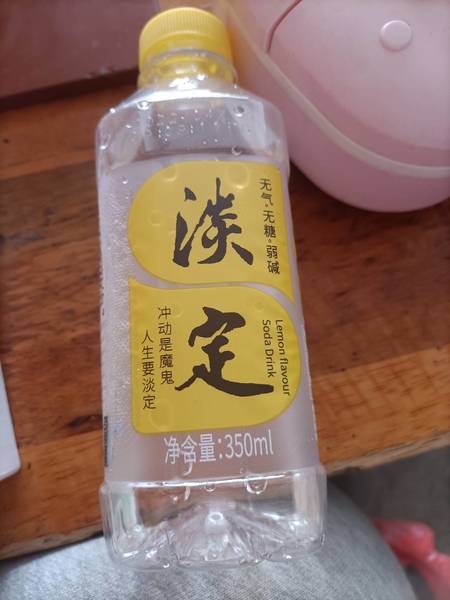 淡
定
无气。无糖。弱碱
Lemon flavour
Soda Drink
冲动是魔鬼
人生要淡定
净含量:350ml